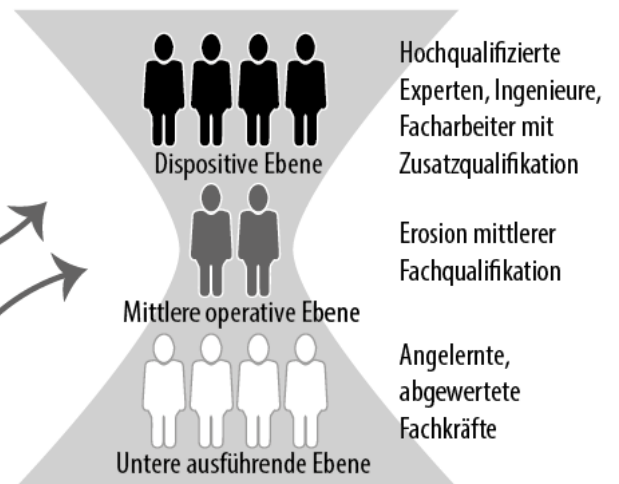 Hochqualifizierte
Experten, Ingenieure,
Facharbeiter mit
Zusatzqualifikation
Dispositive Ebene
Erosion mittlerer
Fachqualifikation
Mittlere operative Ebene
Angelernte,
abgewertete
Fachkräfte
Untere ausführende Ebene